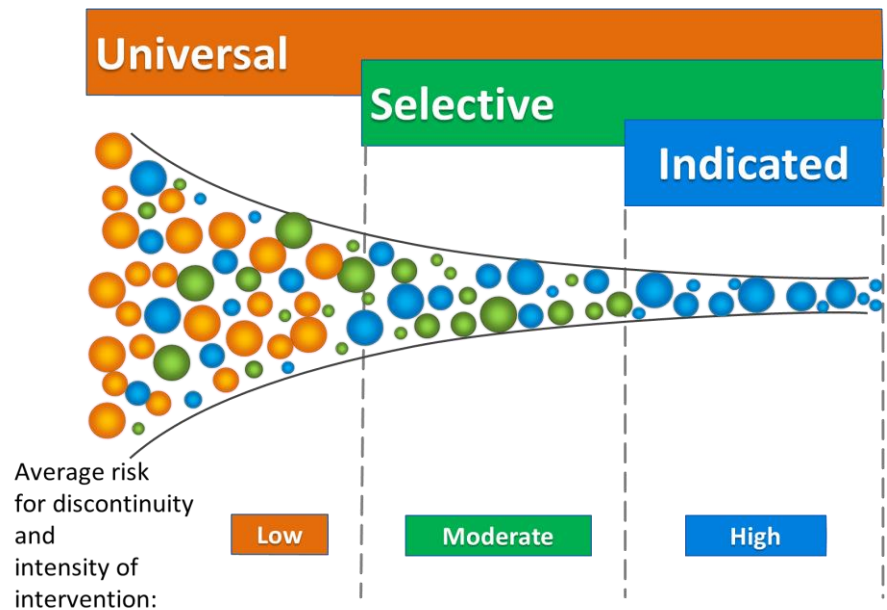 Universal
Selective
Indicated
Average risk
for discontinuity
and
intensity of
intervention:
Low
Moderate
High